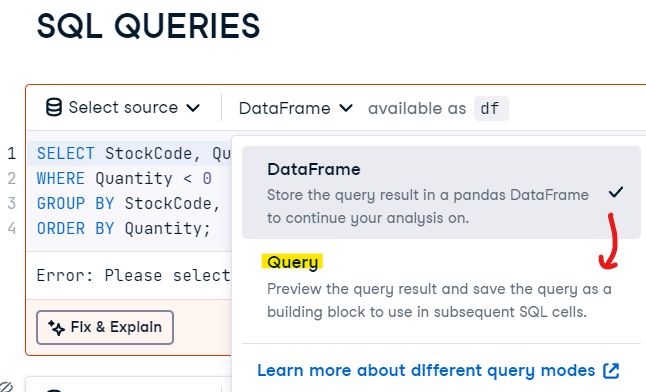 SQL QUERIES
Select source DataFrame available as df
1 SELECT StockCode, Qu
2 WHERE Quantity < 0
3 GROUP BY StockCode,
4 ORDER BY Quantity;
Error: Please select
Fix & Explain
DataFrame
Store the query result in a pandas DataFrame
to continue your analysis on.
Query
Preview the query result and save the query as a
building block to use in subsequent SQL cells.
Learn more about different query modes